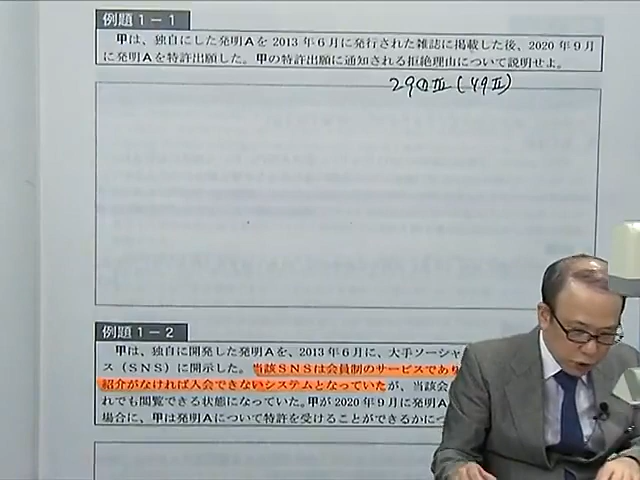 例題1－1
甲は、独自にした発明Aを2013年6月に発行された雑誌に掲載した後、2020年9月
に発明Aを特許出願した。甲の特許出願に通知される拒絶理由について説明せよ。
29①Ⅲ(49Ⅱ)
例題1－2
甲は、独自に開発した発明Aを、2013年6月に、大手ソーシャ
ス（SNS）に開示した。当該SNSは会員制のサービスであり
紹介がなければ入会できないシステムとなっていたが、当該会
れでも閲覧できる状態になっていた。甲が2020年9月に発明A
場合に、甲は発明Aについて特許を受けることができるかにつ